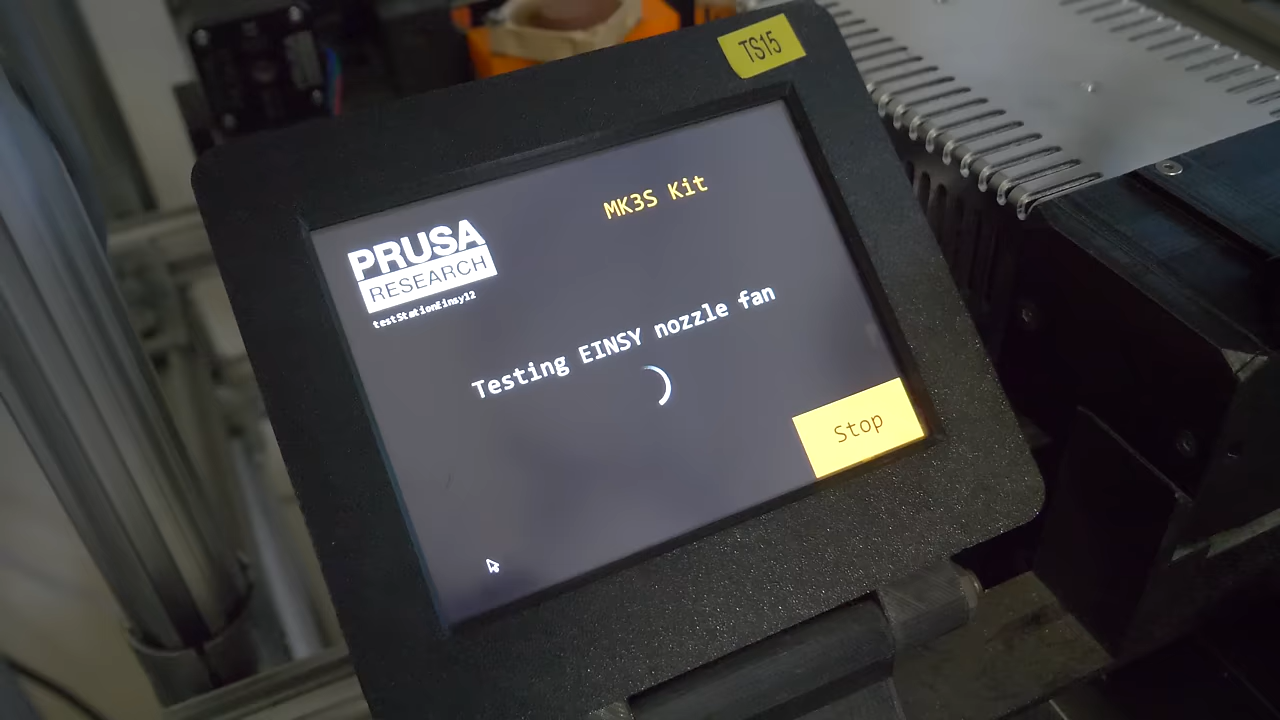 TS15
MK3S Kit
PRUSA
RESEARCH
testStationEinsy12
Testing EINSY nozzle fan
Stop